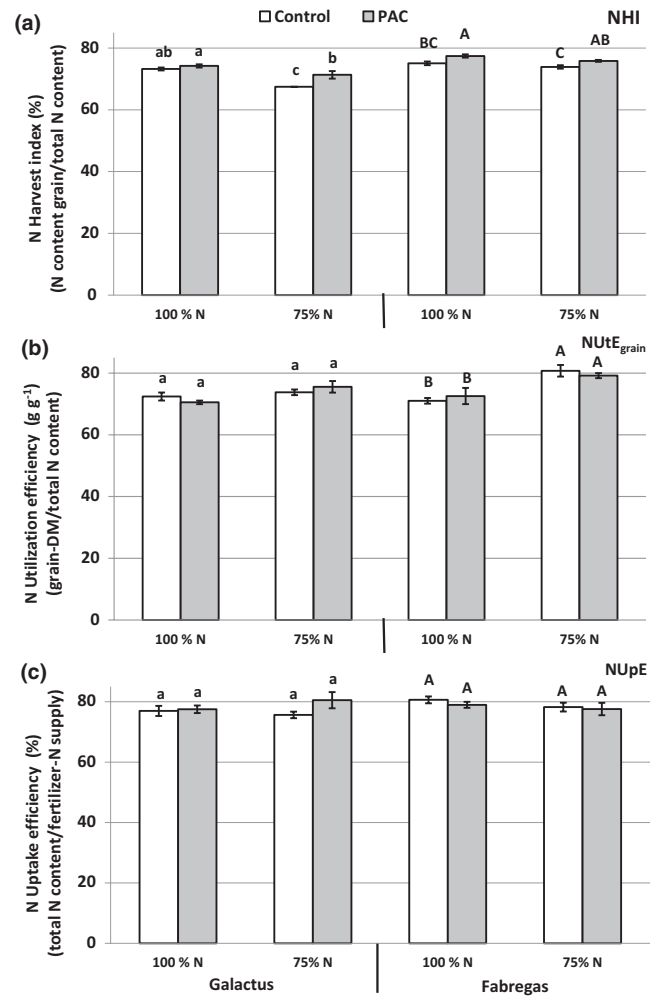 (a)
Control PAC
NHI
N Harvest index (%)
(N content grain/total N content)
80
60
40
20
0
ab a c b BC A C AB
100 % N 75% N 100 % N 75% N
(b)
NUtEgrain
N Utilization efficiency (g g-1)
(grain-DM/total N content)
80
60
40
20
0
a a a a B B A A
100 % N 75% N 100 % N 75% N
(c)
NUpE
N Uptake efficiency (%)
(total N content/fertilizer-N supply)
80
60
40
20
0
a a a a A A A A
100 % N 75% N 100 % N 75% N
Galactus Fabregas